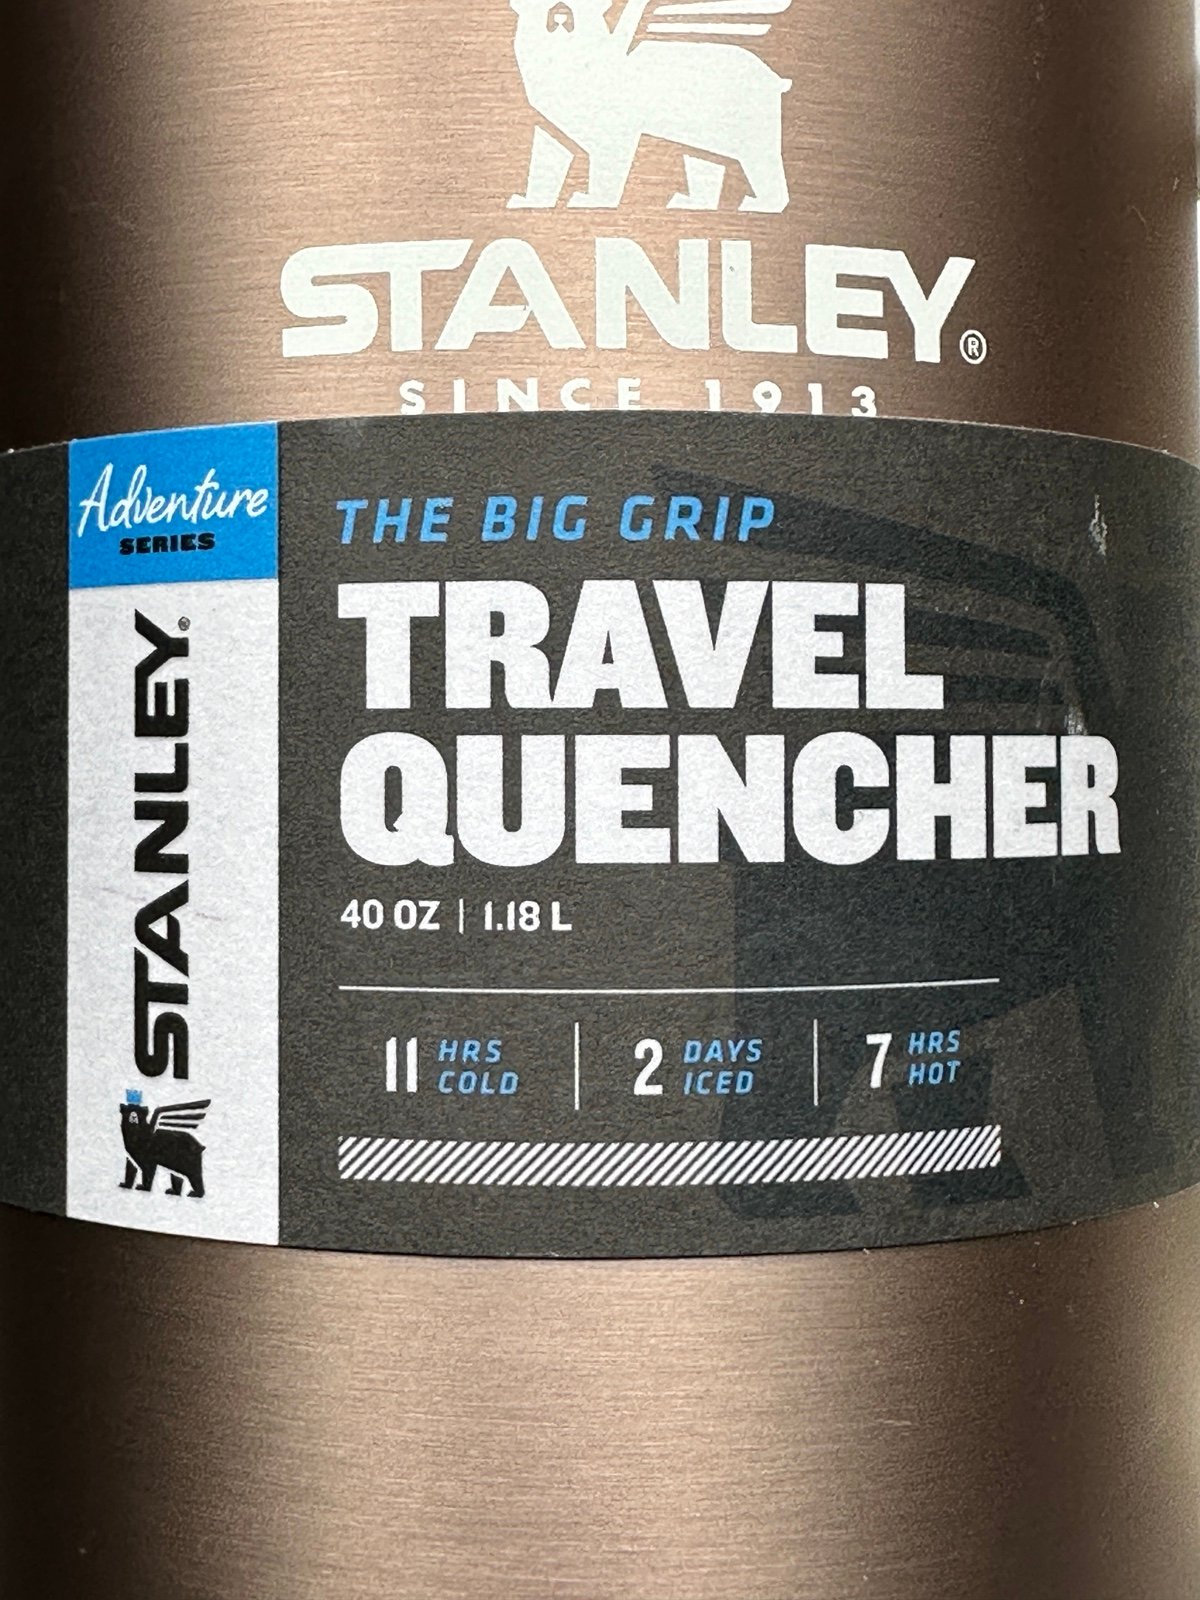 STANLEY®
SINCE 1913
Adventure
SERIES
STANLEY®
THE BIG GRIP
TRAVEL
QUENCHER
40 OZ | 1.18 L
11 HRS COLD
2 DAYS ICED
7 HRS HOT